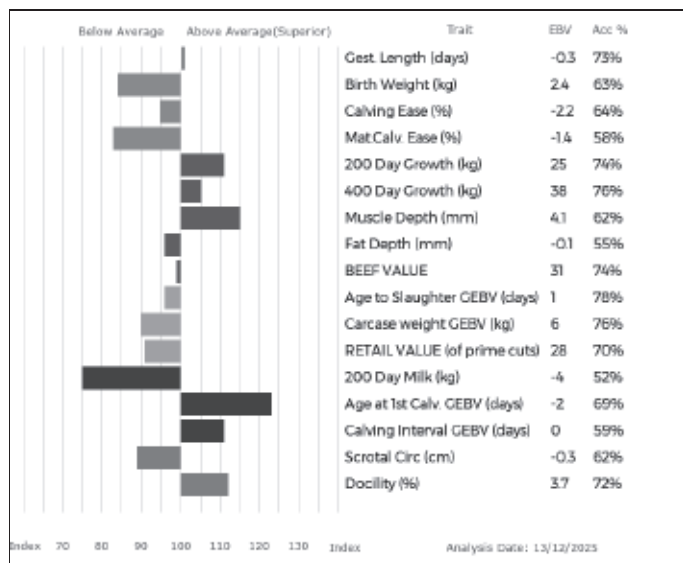 Below Average Above Average(Superior) Trait EBV Acc %
Gest. Length (days) -0.3 73%
Birth Weight (kg) 2.4 63%
Calving Ease (%) -2.2 64%
Mat.Calv. Ease (%) -1.4 58%
200 Day Growth (kg) 25 74%
400 Day Growth (kg) 38 76%
Muscle Depth (mm) 4.1 62%
Fat Depth (mm) -0.1 55%
BEEF VALUE 31 74%
Age to Slaughter GEBV (days) 1 78%
Carcase weight GEBV (kg) 6 76%
RETAIL VALUE (of prime cuts) 28 70%
200 Day Milk (kg) -4 52%
Age at 1st Calv. GEBV (days) -2 69%
Calving Interval GEBV (days) 0 59%
Scrotal Circ (cm) -0.3 62%
Docility (%) 3.7 72%
Index 70 80 90 100 110 120 130 Index Analysis Date: 13/12/2025